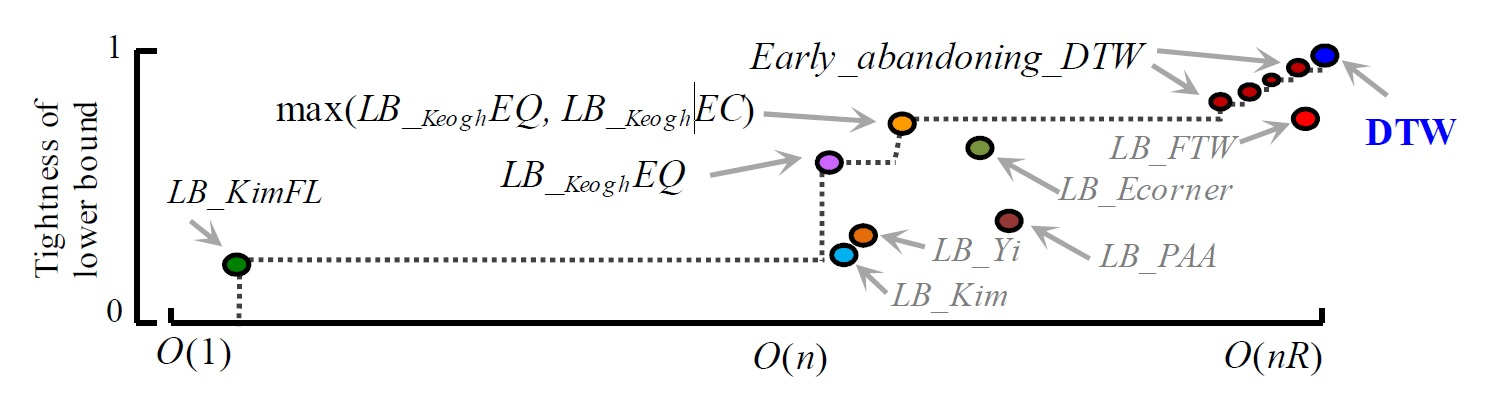 1
Early_abandoning_DTW
max(LB_KeoghEQ, LB_KeoghEC)
DTW
LB_FTW
LB_KeoghEQ
LB_Ecorner
LB_KimFL
Tightness of
lower bound
LB_Yi
LB_PAA
LB_Kim
0
O(1)
O(n)
O(nR)